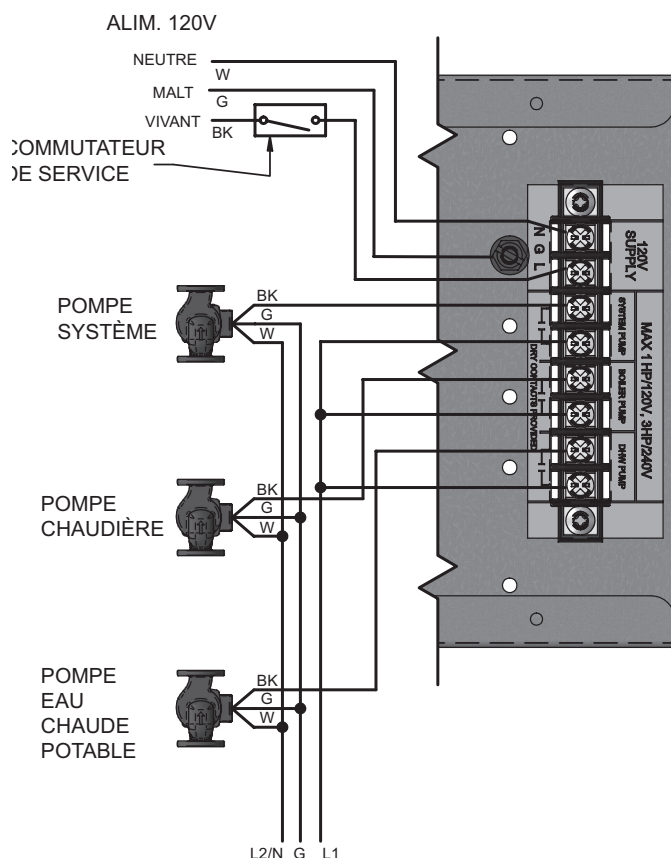 ALIM. 120V
NEUTRE
W
MALT
G
VIVANT
BK
COMMUTATEUR
DE SERVICE
N G L
120V
SUPPLY
SYSTEM PUMP
BOILER PUMP
DHW PUMP
DRY CONTACTS PROVIDED
MAX 1 HP/120V, 3HP/240V
POMPE
SYSTÈME
BK
G
W
POMPE
CHAUDIÈRE
BK
G
W
POMPE
EAU
CHAUDE
POTABLE
BK
G
W
L2/N G L1